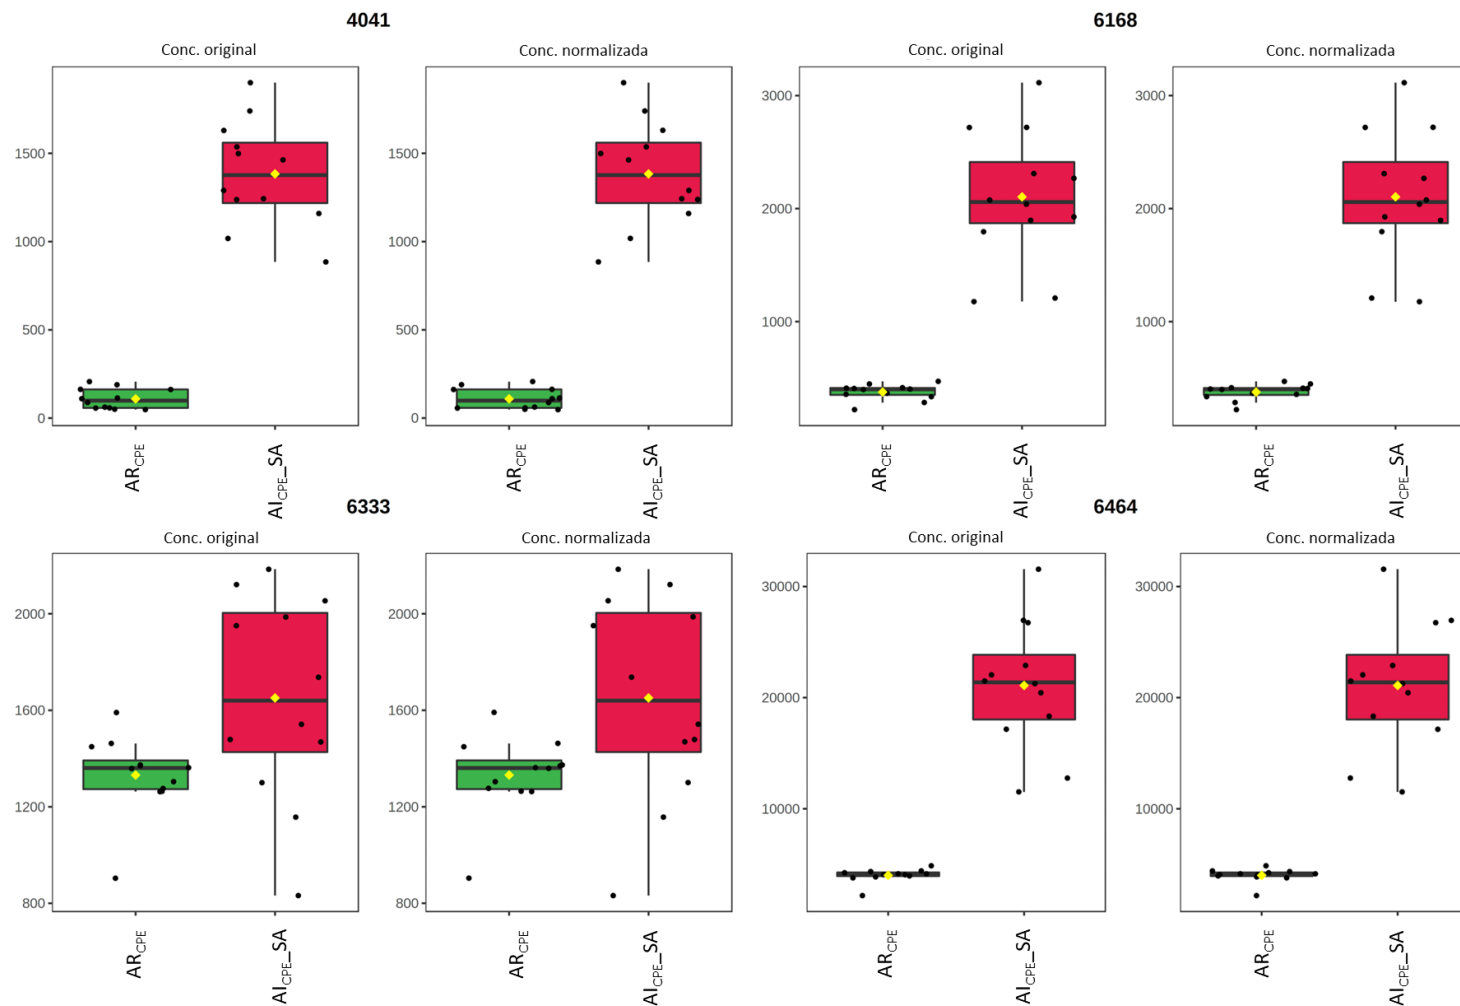 4041
6168
Conc. original
Conc. normalizada
Conc. original
Conc. normalizada
1500
1000
500
0
1500
1000
500
0
3000
2000
1000
3000
2000
1000
ARCPE
AICPE_SA
ARCPE
AICPE_SA
ARCPE
AICPE_SA
ARCPE
AICPE_SA
6333
6464
Conc. original
Conc. normalizada
Conc. original
Conc. normalizada
2000
1600
1200
800
2000
1600
1200
800
30000
20000
10000
30000
20000
10000
ARCPE
AICPE_SA
ARCPE
AICPE_SA
ARCPE
AICPE_SA
ARCPE
AICPE_SA